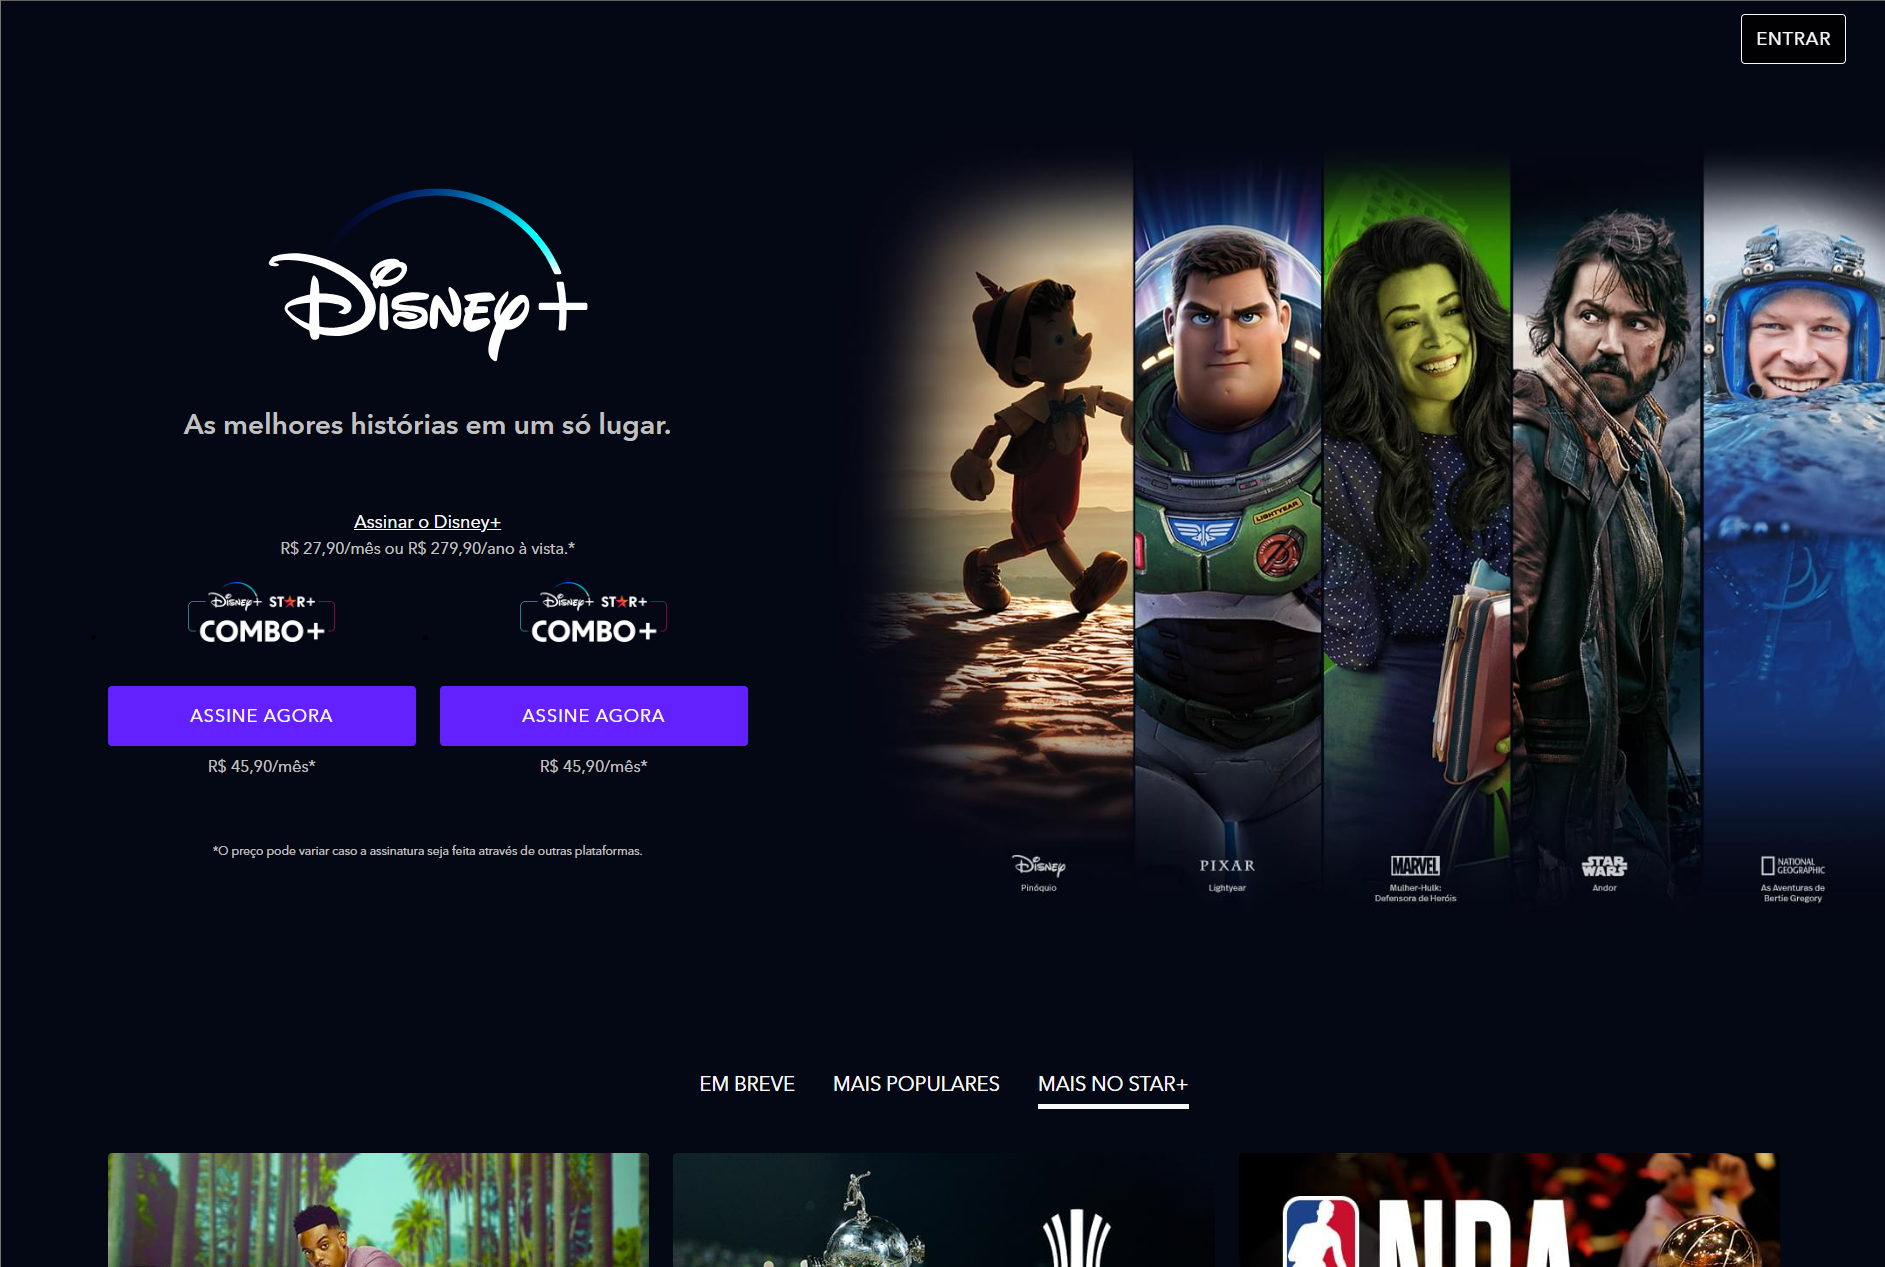 ENTRAR
Disney+
As melhores histórias em um só lugar.
Assinar o Disney+
R$ 27,90/mês ou R$ 279,90/ano à vista.*
Disney+ STAR+
COMBO+
ASSINE AGORA
R$ 45,90/mês*
Disney+ STAR+
COMBO+
ASSINE AGORA
R$ 45,90/mês*
*O preço pode variar caso a assinatura seja feita através de outras plataformas.
LIGHTYEAR
Disney
Pinóquio
PIXAR
Lightyear
MARVEL
Mulher-Hulk:
Defensora de Heróis
STAR
WARS
Andor
NATIONAL
GEOGRAPHIC
As Aventuras de
Bertie Gregory
EM BREVE
MAIS POPULARES
MAIS NO STAR+
NBA